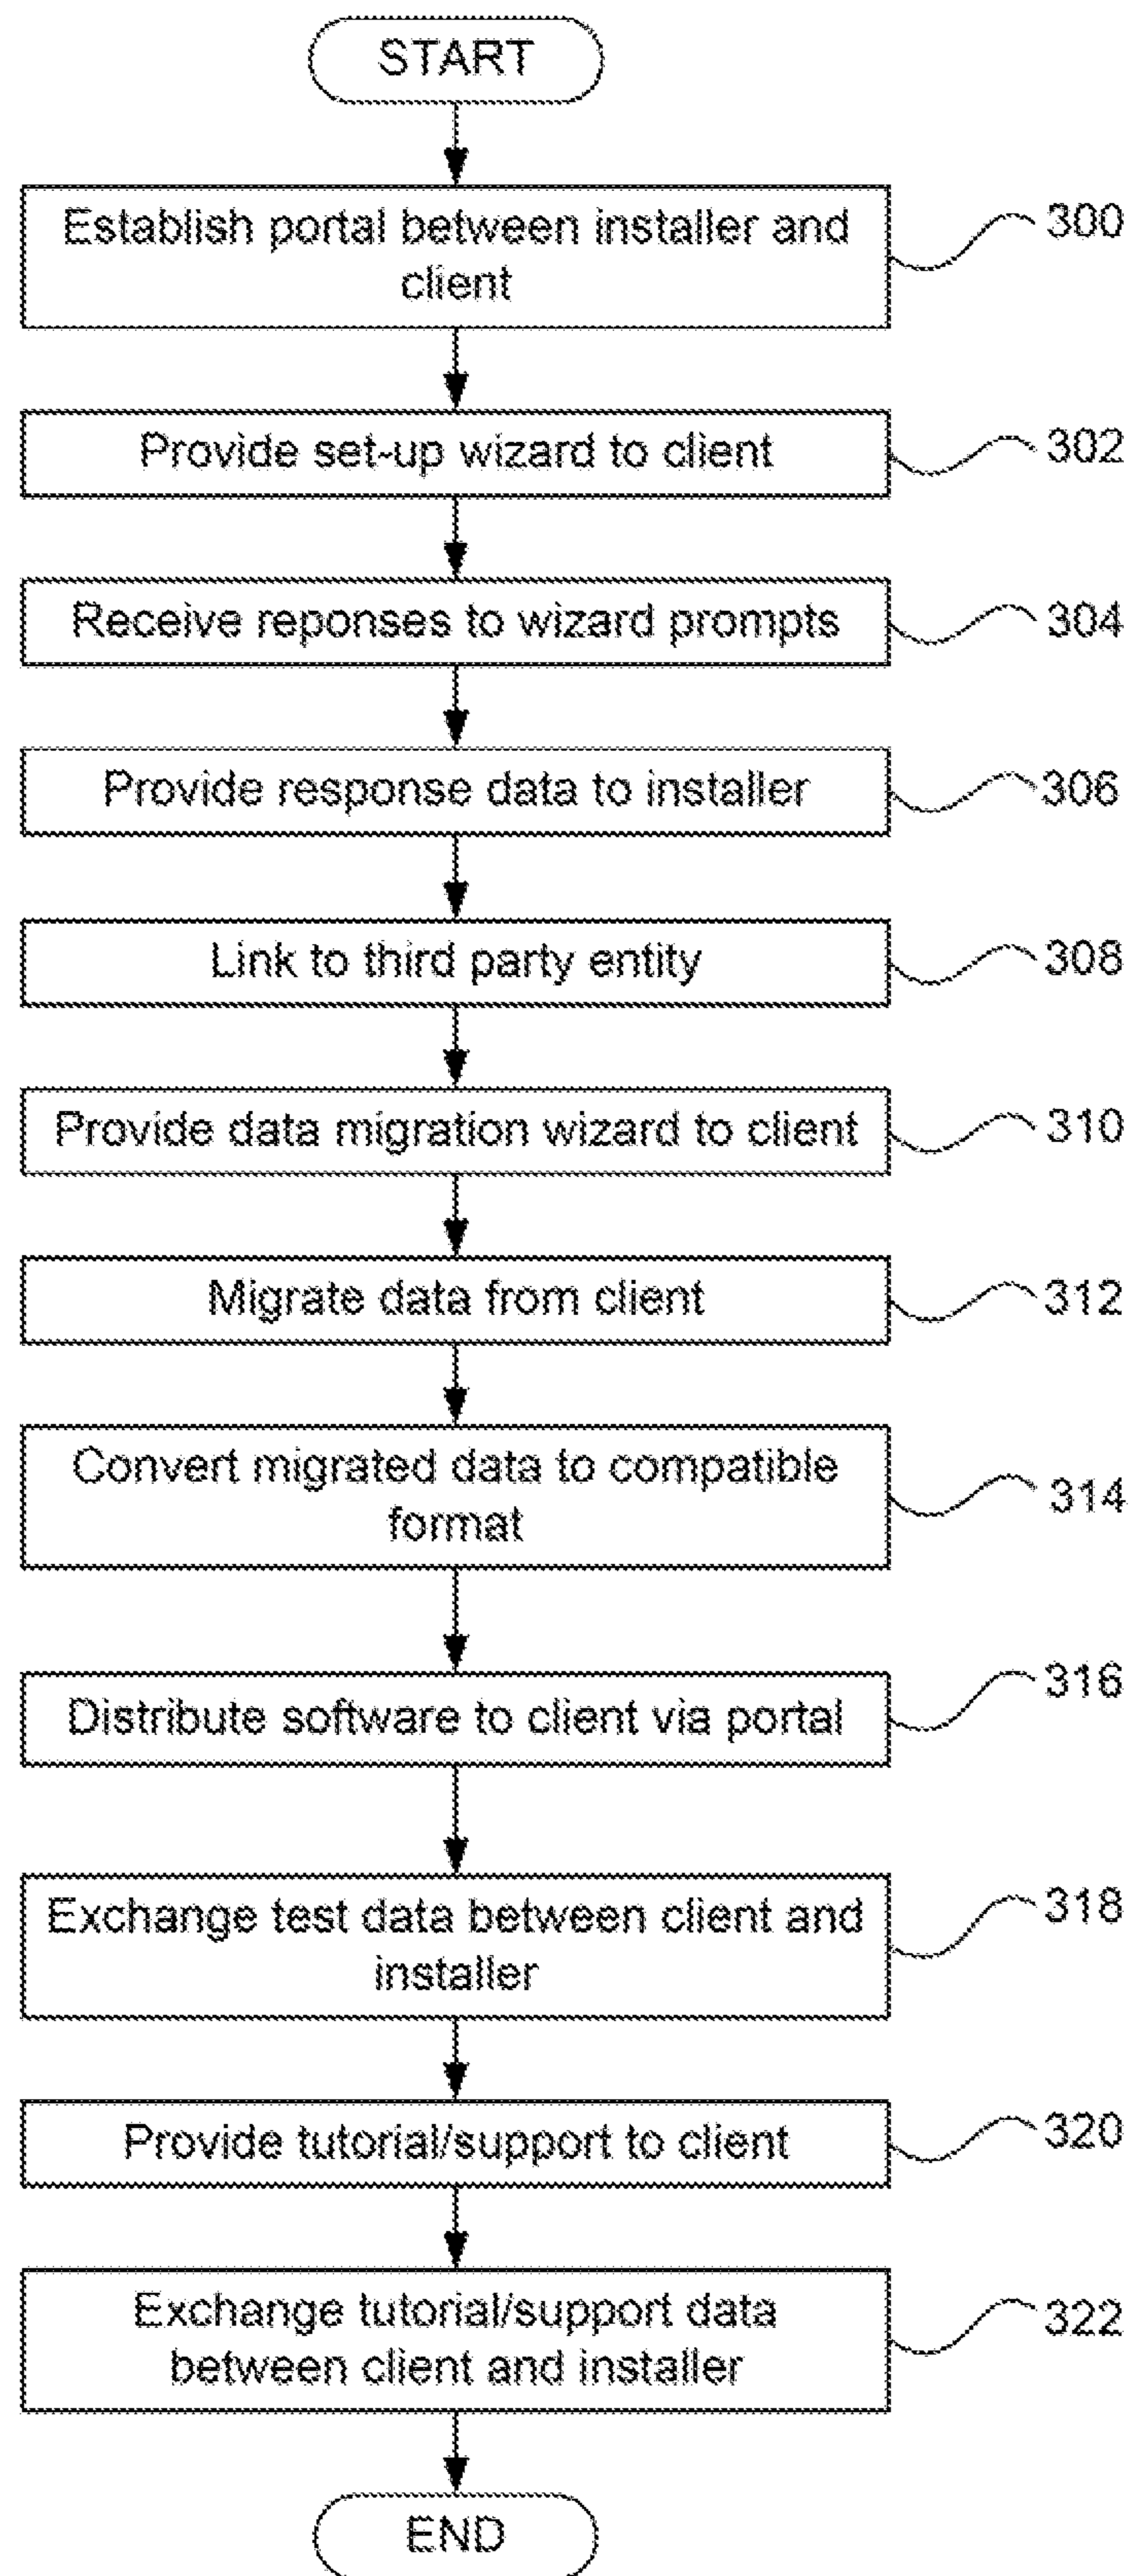 START
Establish portal between installer and
client
300
Provide set-up wizard to client
302
Receive reponses to wizard prompts
304
Provide response data to installer
306
Link to third party entity
308
Provide data migration wizard to client
310
Migrate data from client
312
Convert migrated data to compatible
format
314
Distribute software to client via portal
316
Exchange test data between client and
installer
318
Provide tutorial/support to client
320
Exchange tutorial/support data
between client and installer
322
END